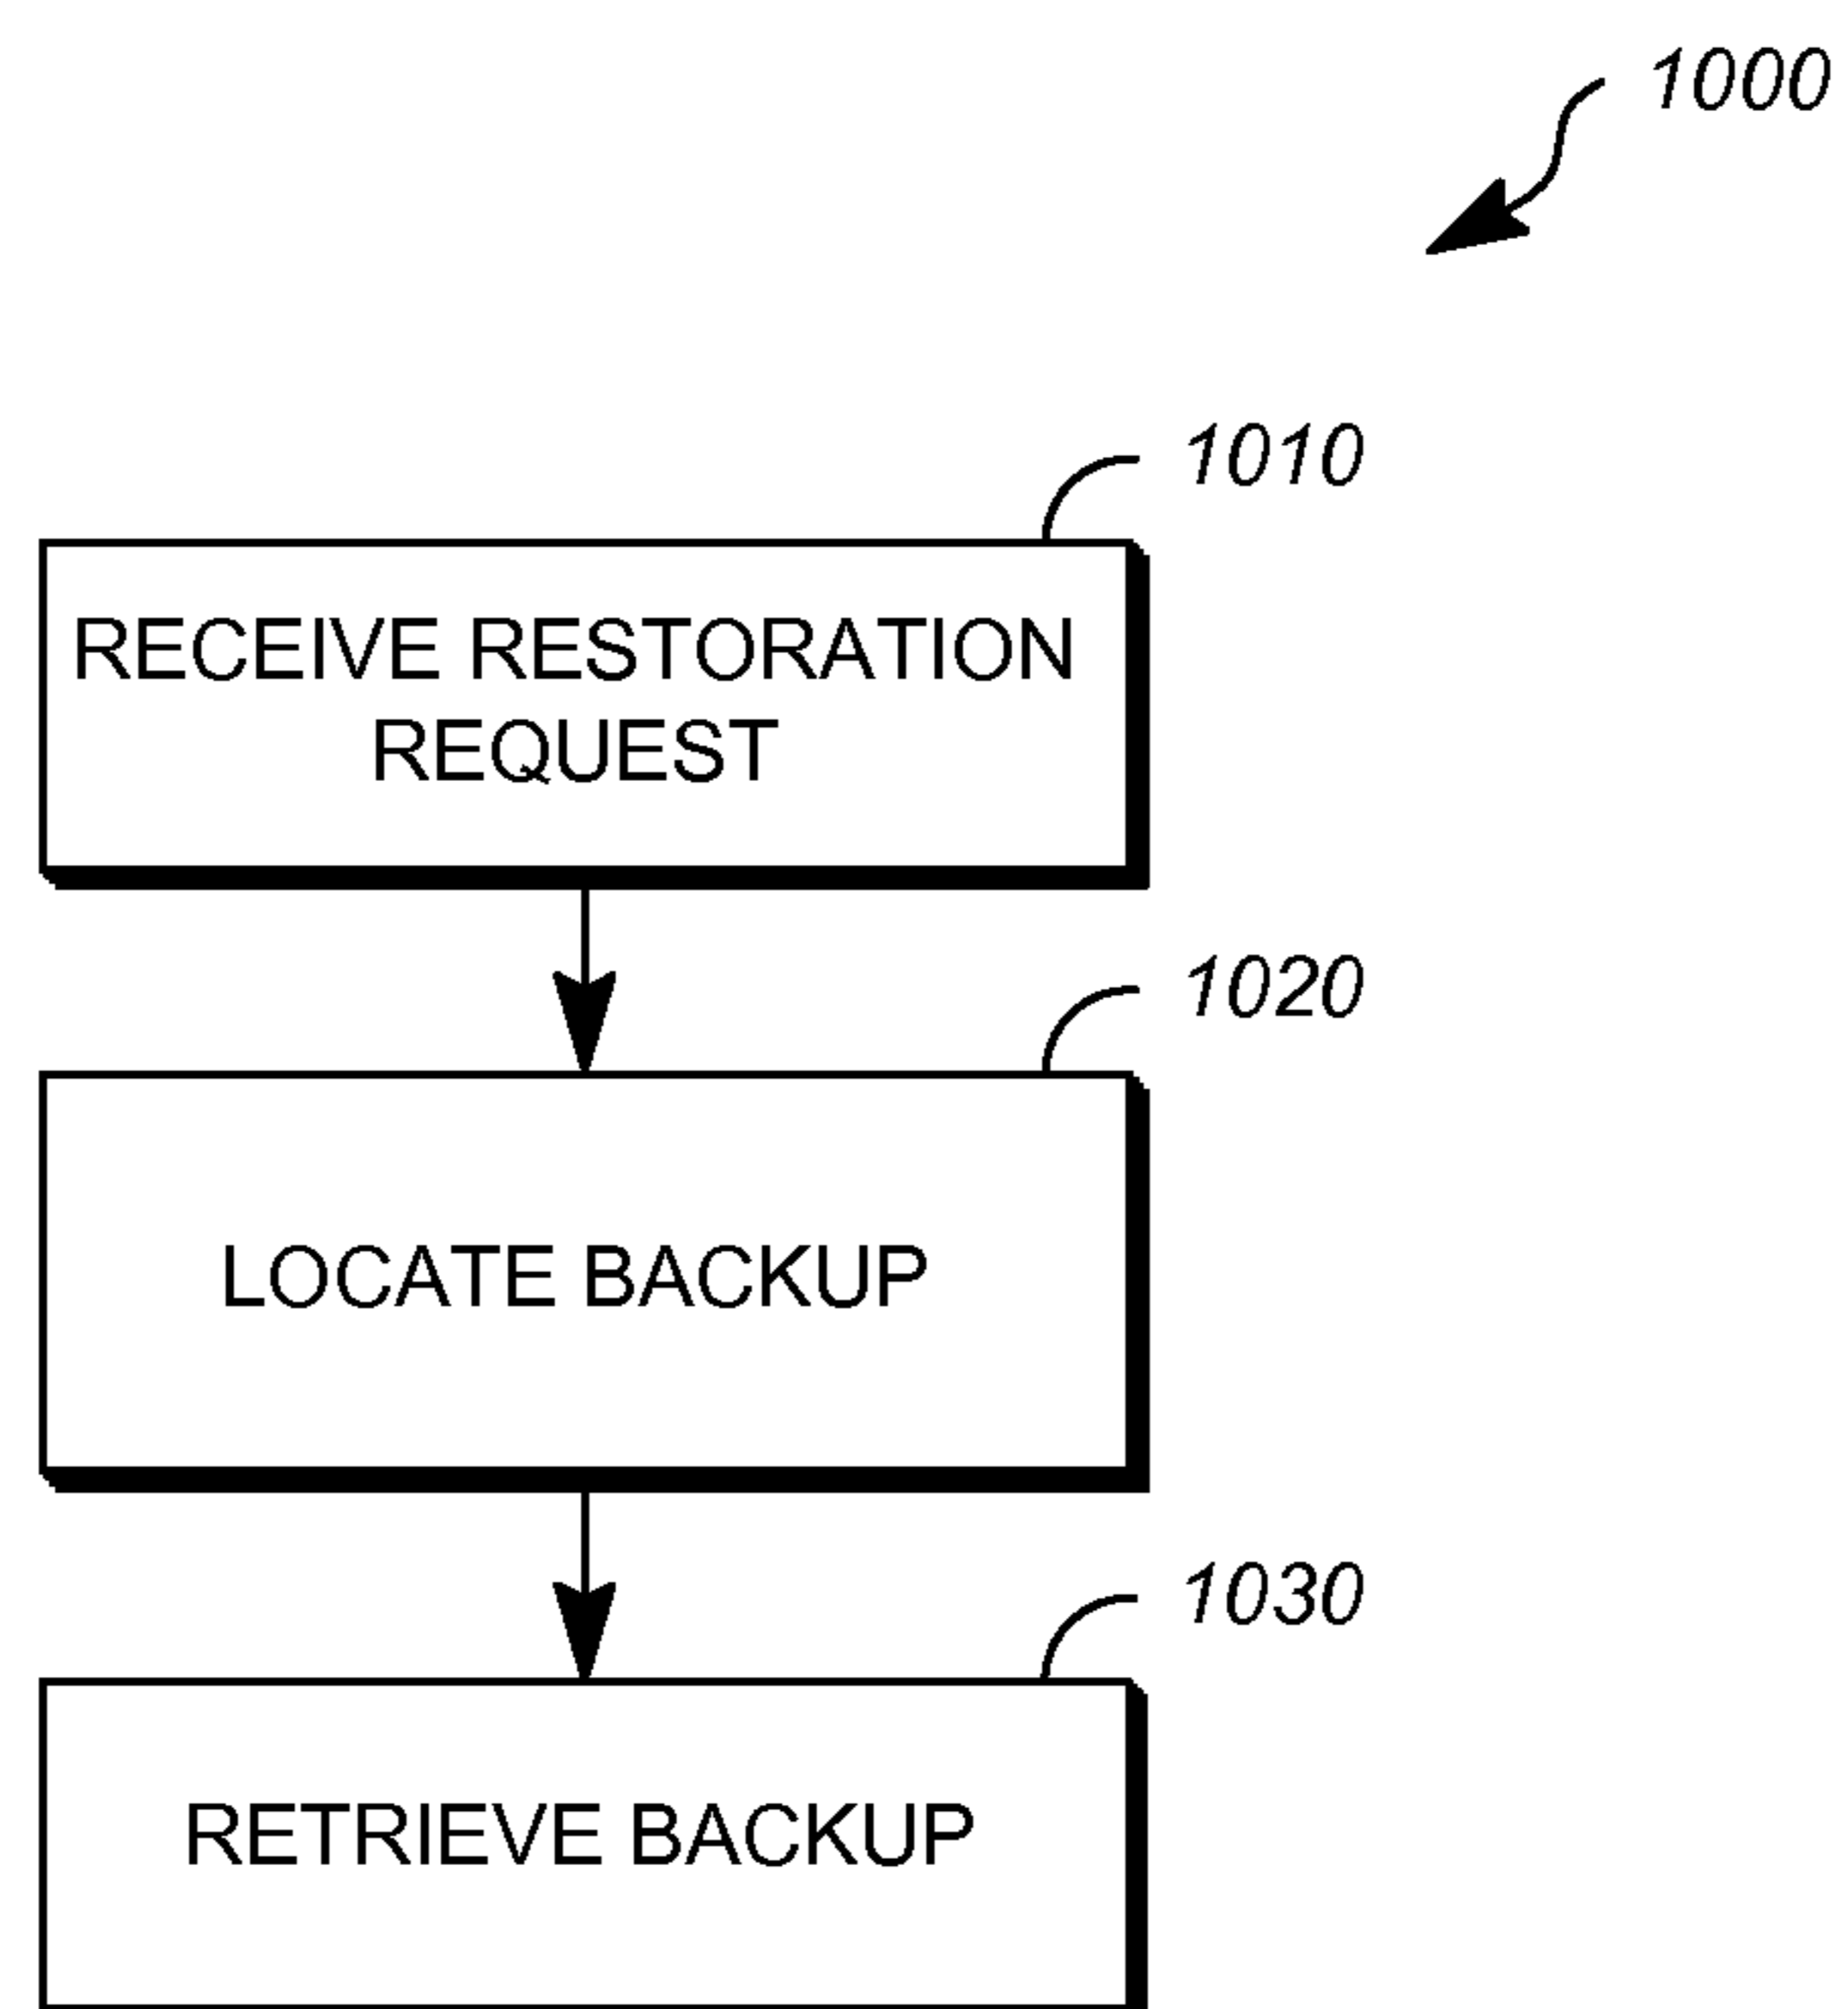 1000
1010
RECEIVE RESTORATION
REQUEST
1020
LOCATE BACKUP
1030
RETRIEVE BACKUP